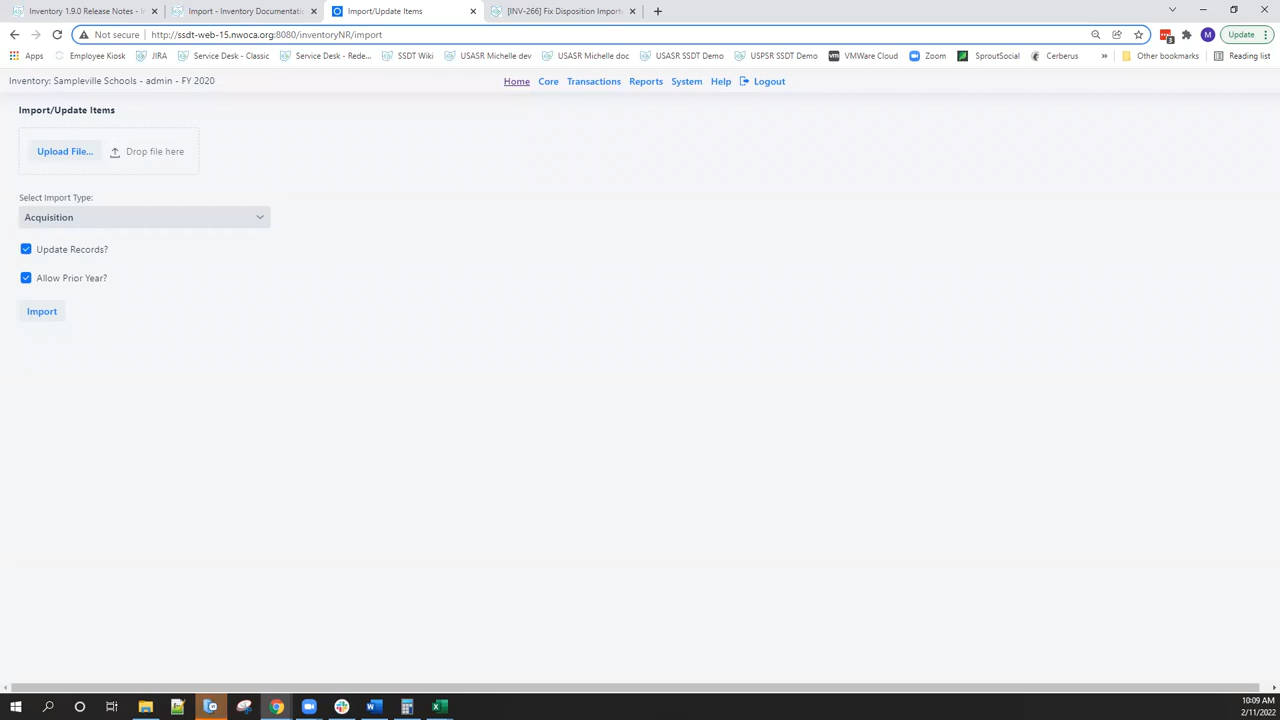 Inventory 1.9.0 Release Notes - In
Import - Inventory Documentatio
Import/Update Items
[INV-266] Fix Disposition Importe
Not secure
http://ssdt-web-15.nwoca.org:8080/inventoryNR/import
M
Update
Apps
Employee Kiosk
JIRA
Service Desk - Classic
Service Desk - Rede...
SSDT Wiki
USASR Michelle dev
USASR Michelle doc
USASR SSDT Demo
USPSR SSDT Demo
VMWare Cloud
Zoom
SproutSocial
Cerberus
»
Other bookmarks
Reading list
Inventory: Sampleville Schools - admin - FY 2020
Home
Core
Transactions
Reports
System
Help
Logout
Import/Update Items
Upload File...
Drop file here
Select Import Type:
Acquisition
Update Records?
Allow Prior Year?
Import
10:09 AM
2/11/2022